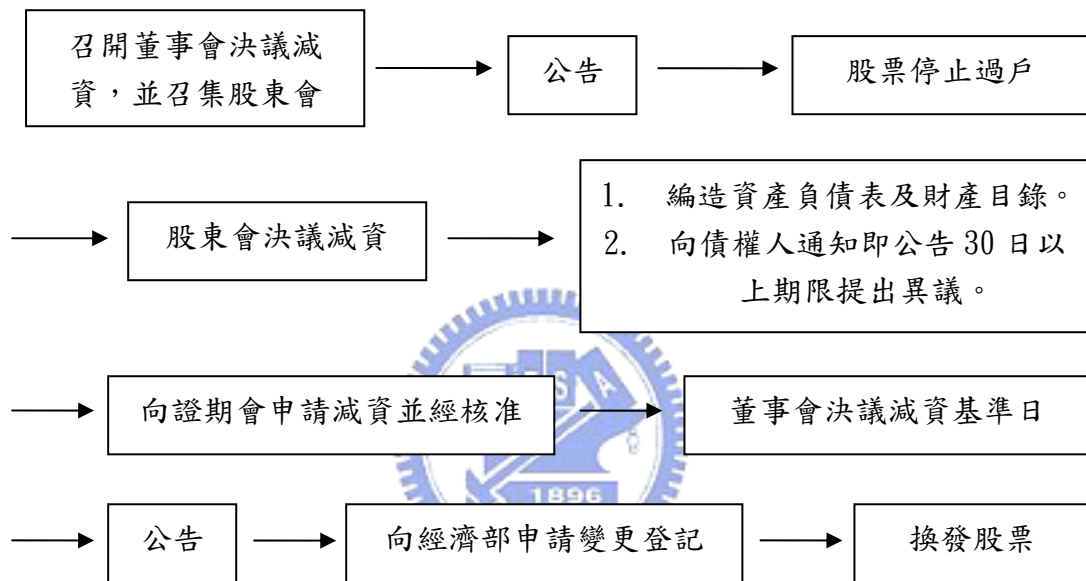 召開董事會決議減
資，並召集股東會
公告
股票停止過戶
股東會決議減資
1. 編造資產負債表及財產目錄。
2. 向債權人通知即公告 30 日以
上期限提出異議。
向證期會申請減資並經核准
董事會決議減資基準日
公告
向經濟部申請變更登記
換發股票
S A
1896